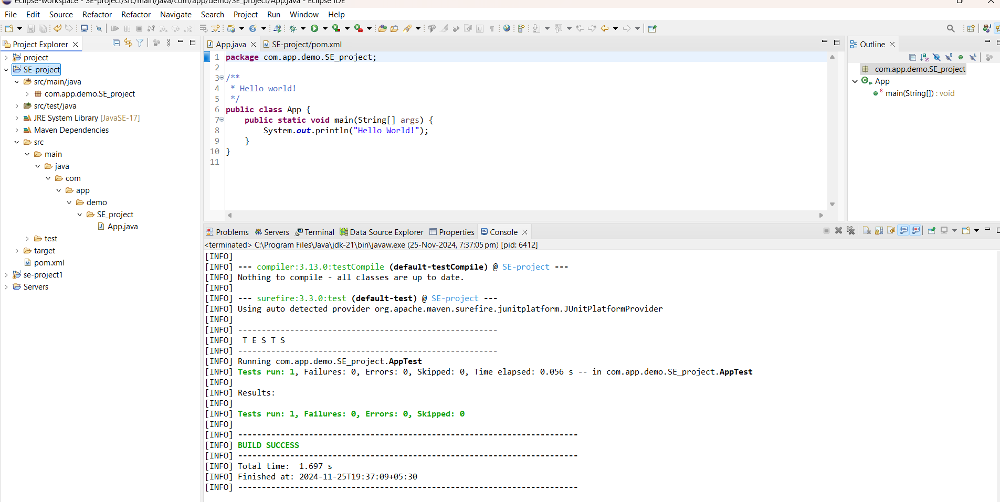 eclipse-workspace - SE-project/src/main/java/com/app/demo/SE_project/App.java - Eclipse IDE
File Edit Source Refactor Refactor Navigate Search Project Run Window Help
Project Explorer
project
SE-project
src/main/java
com.app.demo.SE_project
src/test/java
JRE System Library [JavaSE-17]
Maven Dependencies
src
main
java
com
app
demo
SE_project
App.java
test
target
pom.xml
se-project1
Servers
App.java SE-project/pom.xml
1 package com.app.demo.SE_project;
2
3 /**
4 * Hello world!
5 */
6 public class App {
7 public static void main(String[] args) {
8 System.out.println("Hello World!");
9 }
10 }
11
Outline
com.app.demo.SE_project
App
main(String[]) : void
Problems Servers Terminal Data Source Explorer Properties Console
<terminated> C:\Program Files\Java\jdk-21\bin\javaw.exe (25-Nov-2024, 7:37:05 pm) [pid: 6412]
[INFO]
[INFO] --- compiler:3.13.0:testCompile (default-testCompile) @ SE-project ---
[INFO] Nothing to compile - all classes are up to date.
[INFO]
[INFO] --- surefire:3.3.0:test (default-test) @ SE-project ---
[INFO] Using auto detected provider org.apache.maven.surefire.junitplatform.JUnitPlatformProvider
[INFO]
[INFO] -------------------------------------------------------
[INFO]  T E S T S
[INFO] -------------------------------------------------------
[INFO] Running com.app.demo.SE_project.AppTest
[INFO] Tests run: 1, Failures: 0, Errors: 0, Skipped: 0, Time elapsed: 0.056 s -- in com.app.demo.SE_project.AppTest
[INFO]
[INFO] Results:
[INFO]
[INFO] Tests run: 1, Failures: 0, Errors: 0, Skipped: 0
[INFO]
[INFO] ------------------------------------------------------------------------
[INFO] BUILD SUCCESS
[INFO] ------------------------------------------------------------------------
[INFO] Total time:  1.697 s
[INFO] Finished at: 2024-11-25T19:37:09+05:30
[INFO] ------------------------------------------------------------------------